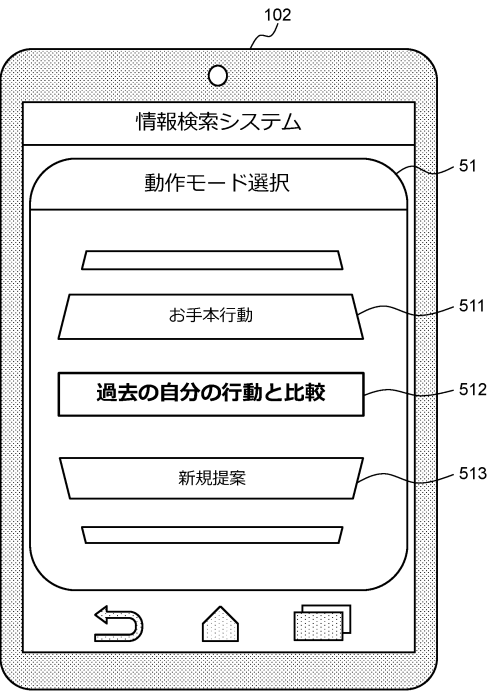 102
情報検索システム
51
動作モード選択
お手本行動
511
過去の自分の行動と比較
512
新規提案
513